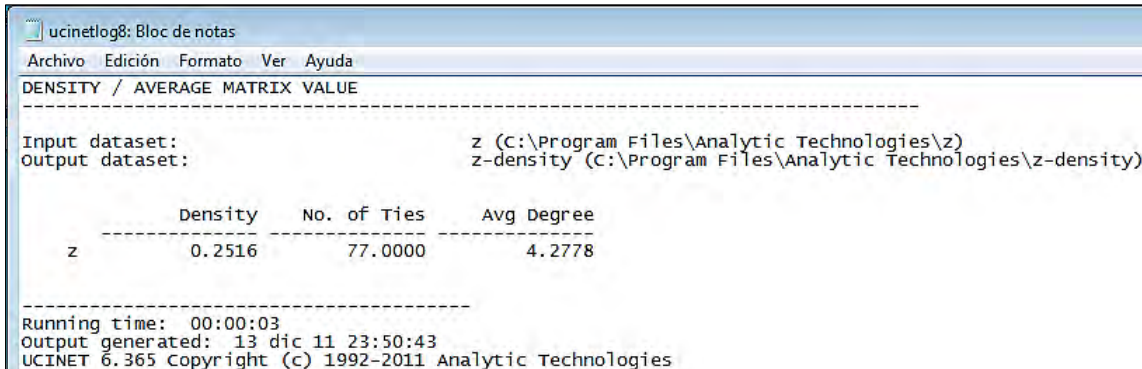 ucinetlog8: Bloc de notas
Archivo Edición Formato Ver Ayuda
DENSITY / AVERAGE MATRIX VALUE
--------------------------------------------------------------------------------
Input dataset: z (C:\Program Files\Analytic Technologies\z)
Output dataset: z-density (C:\Program Files\Analytic Technologies\z-density)
Density No. of Ties Avg Degree
-------------- -------------- --------------
z 0.2516 77.0000 4.2778
----------------------------------------
Running time: 00:00:03
Output generated: 13 dic 11 23:50:43
UCINET 6.365 Copyright (c) 1992-2011 Analytic Technologies